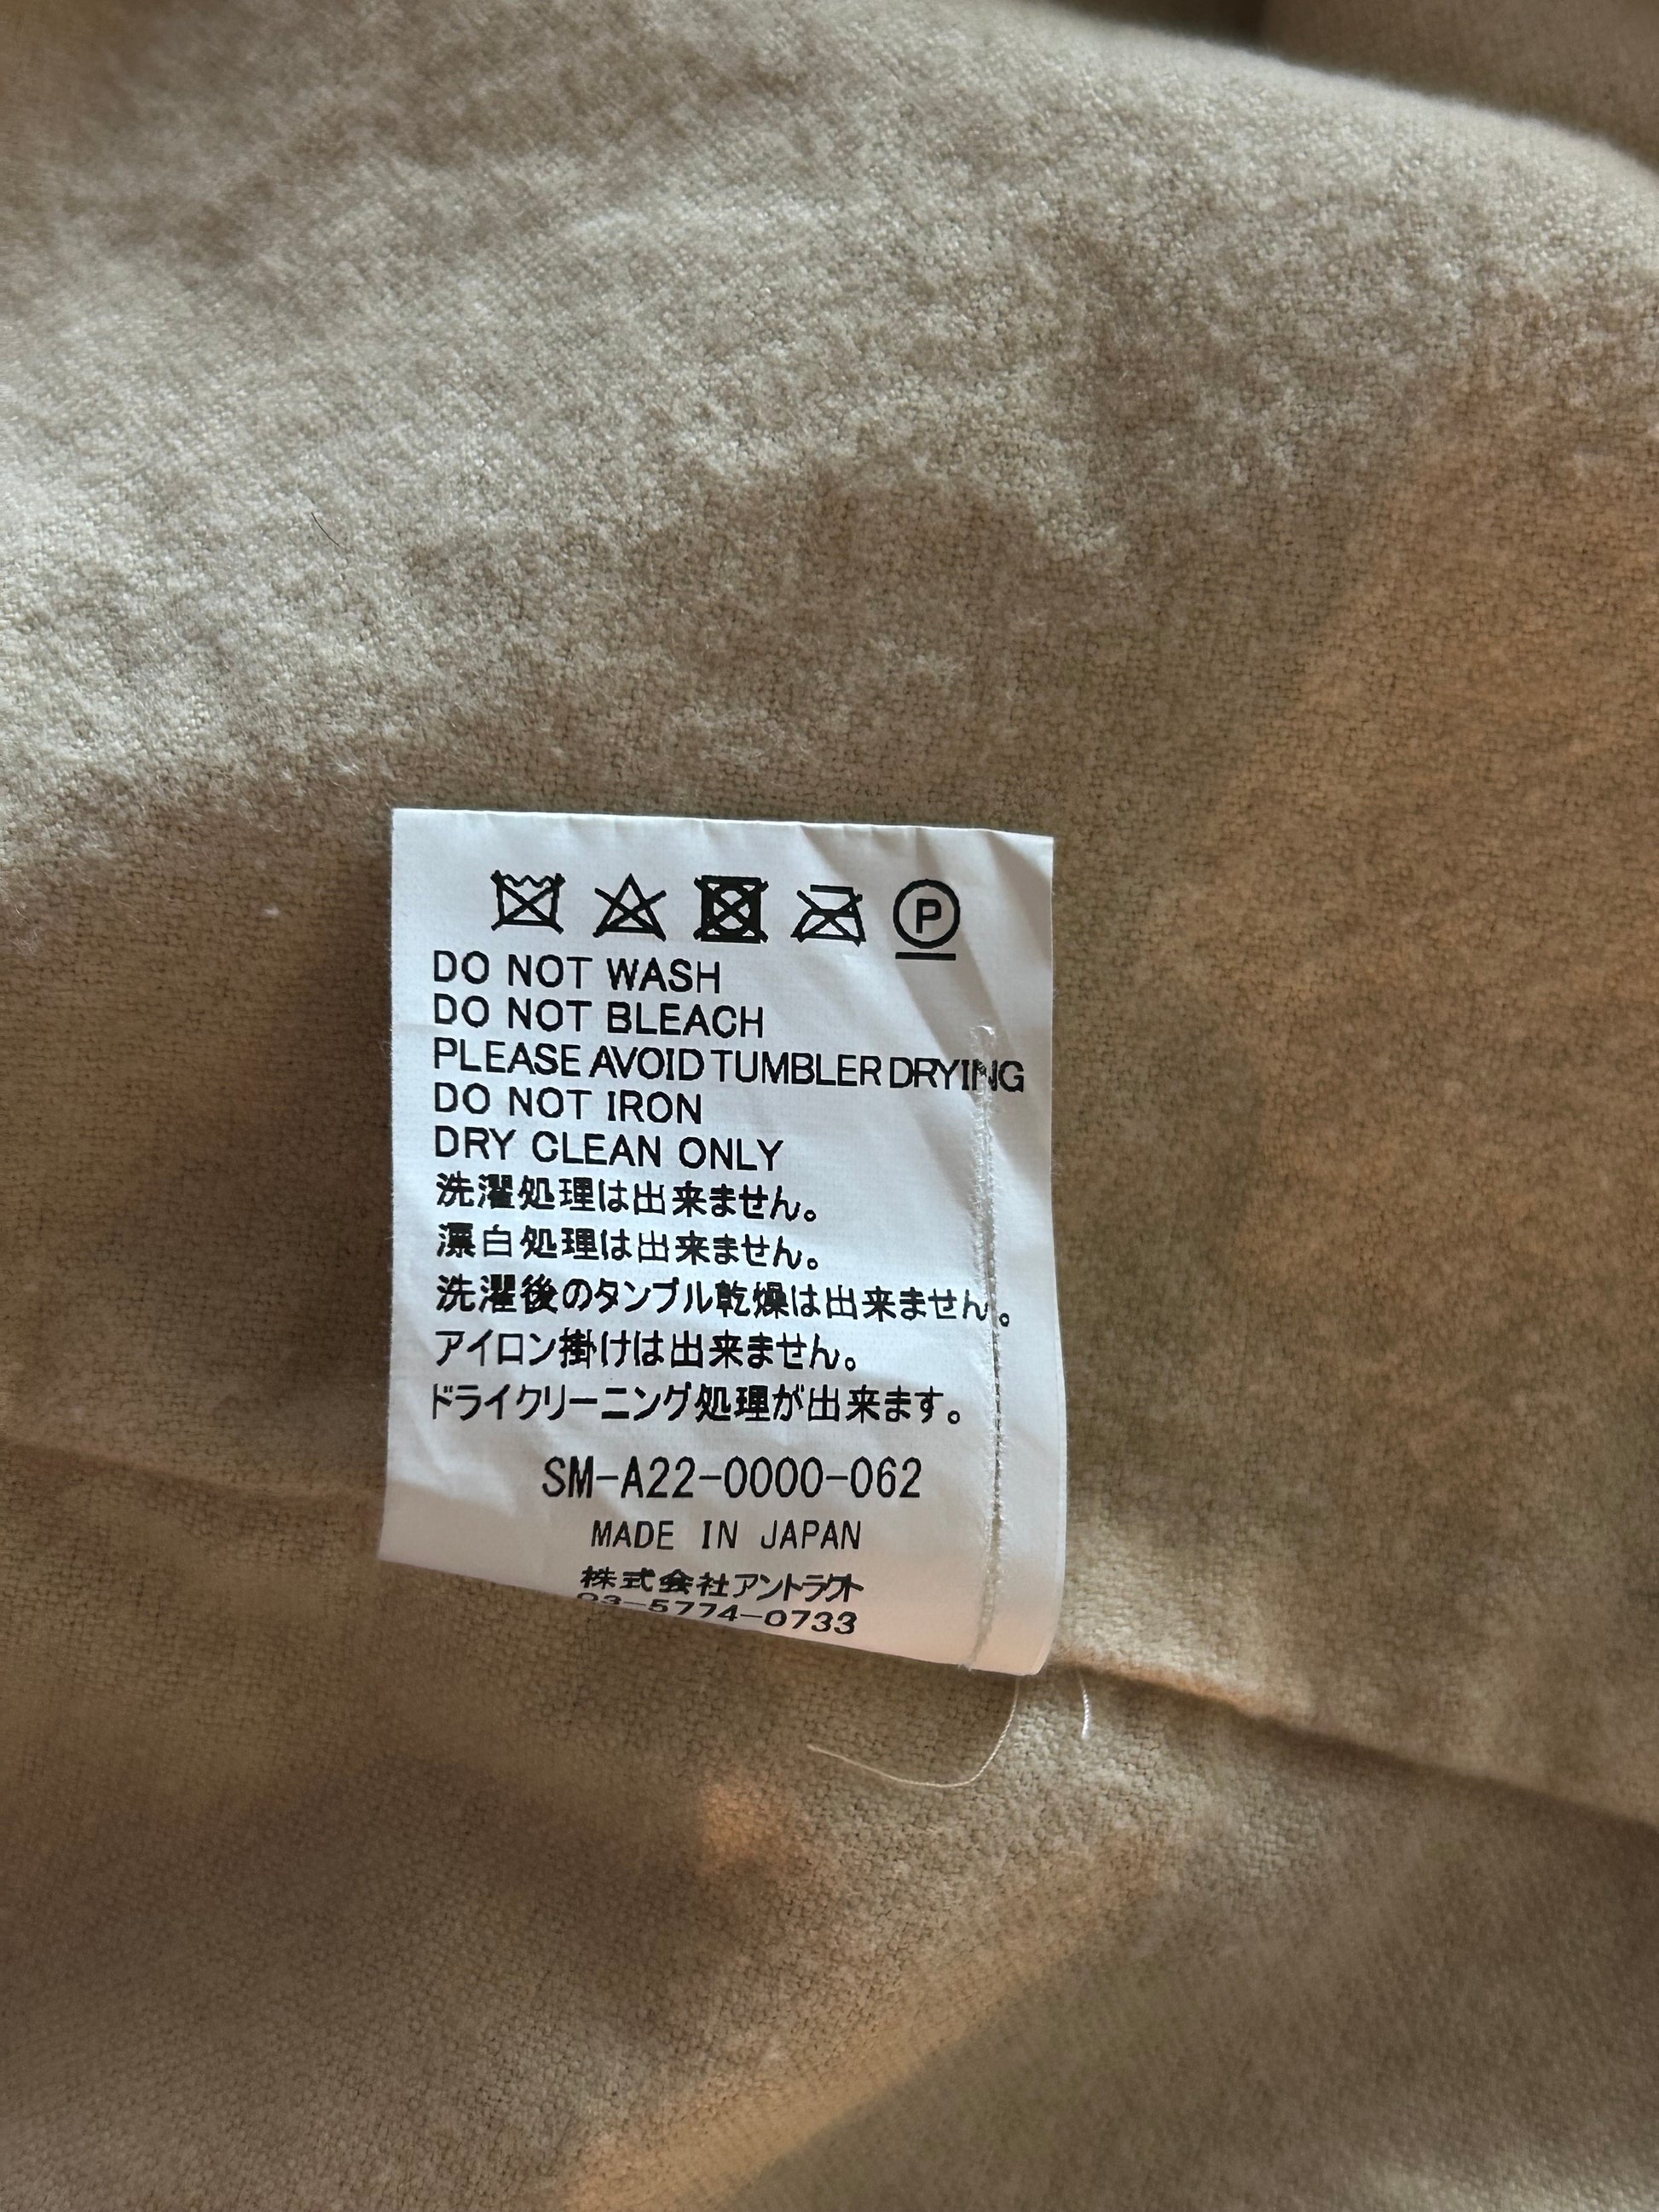 P
DO NOT WASH
DO NOT BLEACH
PLEASE AVOID TUMBLER DRYING
DO NOT IRON
DRY CLEAN ONLY
洗濯処理は出来ません。
漂白処理は出来ません。
洗濯後のタンブル乾燥は出来ません。
アイロン掛けは出来ません。
ドライクリーニング処理が出来ます。
SM-A22-0000-062
MADE IN JAPAN
株式会社アントラクト
03-5774-0733